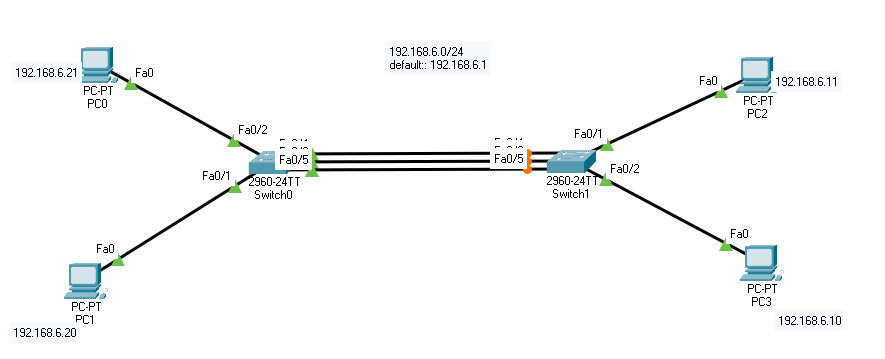 192.168.6.0/24
default:: 192.168.6.1
192.168.6.21
Fa0
PC-PT
PC0
Fa0/2
Fa0
192.168.6.11
PC-PT
PC2
Fa0/1
Fa0/5
Fa0/5
Fa0/1
2960-24TT
Switch0
2960-24TT
Switch1
Fa0/2
Fa0
PC-PT
PC1
192.168.6.20
Fa0
PC-PT
PC3
192.168.6.10